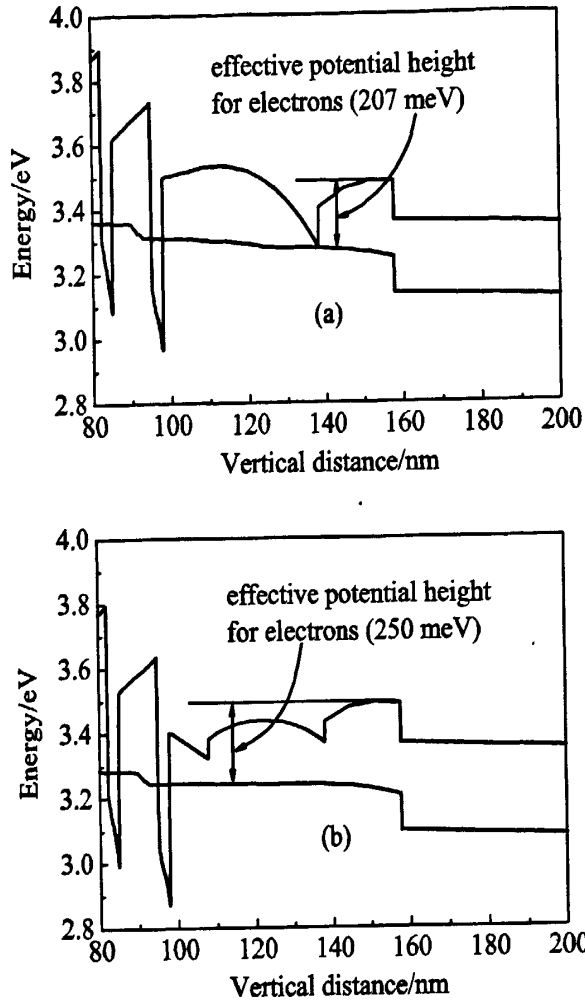 4.0
3.8
3.6
3.4
3.2
3.0
2.8
Energy/eV
effective potential height
for electrons (207 meV)
(a)
80 100 120 140 160 180 200
Vertical distance/nm
4.0
3.8
3.6
3.4
3.2
3.0
2.8
Energy/eV
effective potential height
for electrons (250 meV)
(b)
80 100 120 140 160 180 200
Vertical distance/nm